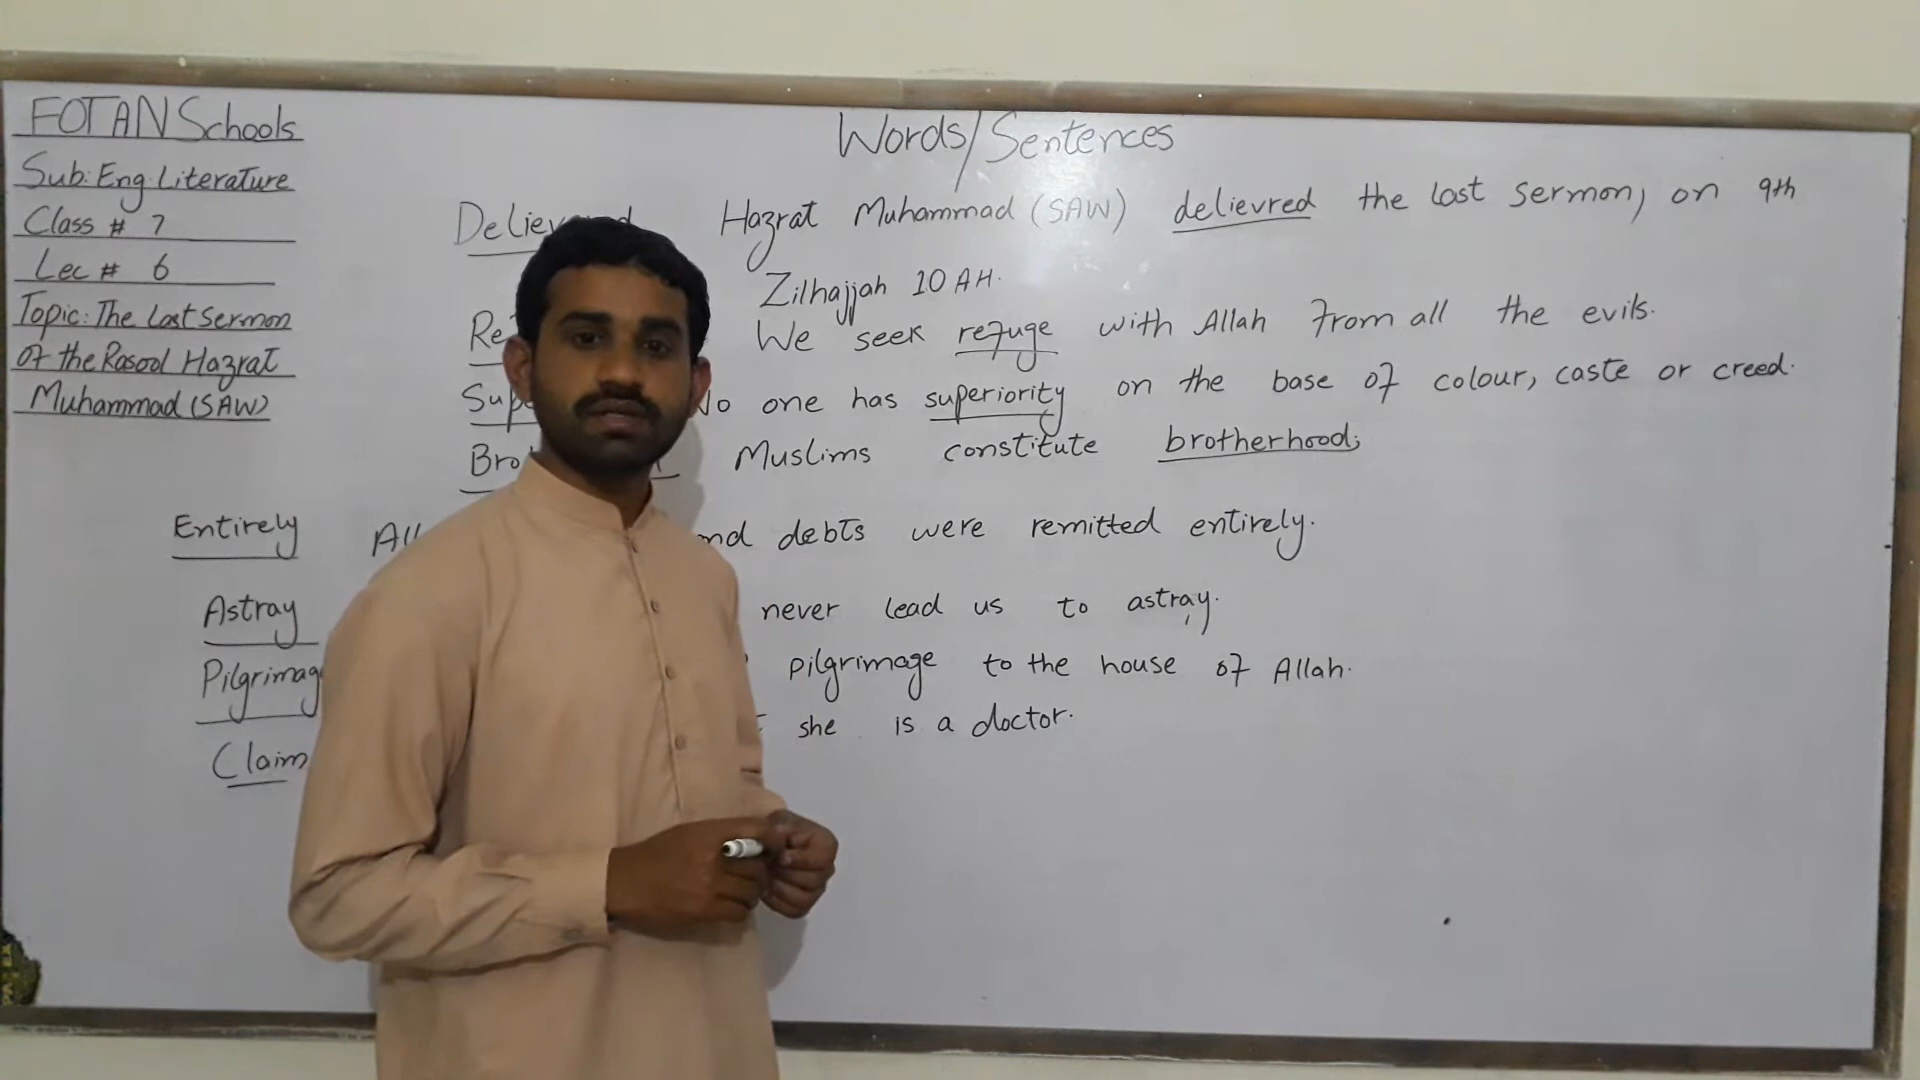 FOTAN Schools
Sub: Eng. Literature
Class # 7
Lec # 6
Topic: The Last Sermon
of the Rasool Hazrat
Muhammad (SAW)
Words/Sentences
Hazrat Muhammad (SAW) delievred the last sermon, on 9th
Zilhajjah 10 AH.
We seek refuge with Allah from all the evils.
No one has superiority on the base of colour, caste or creed.
Muslims constitute brotherhood;
Entirely All and debts were remitted entirely.
Astray never lead us to astray.
Pilgrimage pilgrimage to the house of Allah.
Claim she is a doctor.